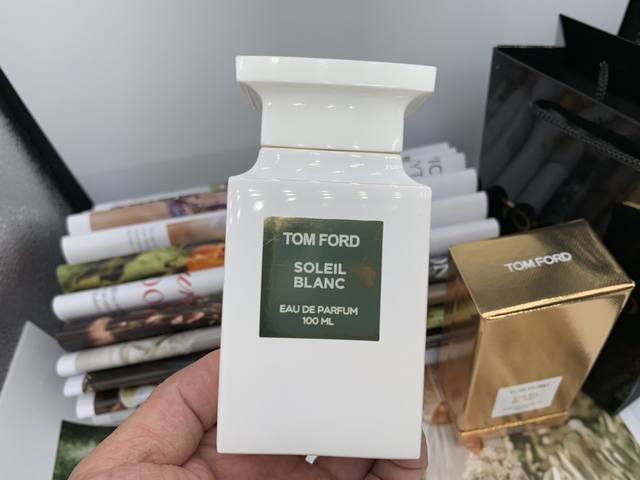 TOM FORD
SOLEIL
BLANC
EAU DE PARFUM
100 ML
TOM FORD